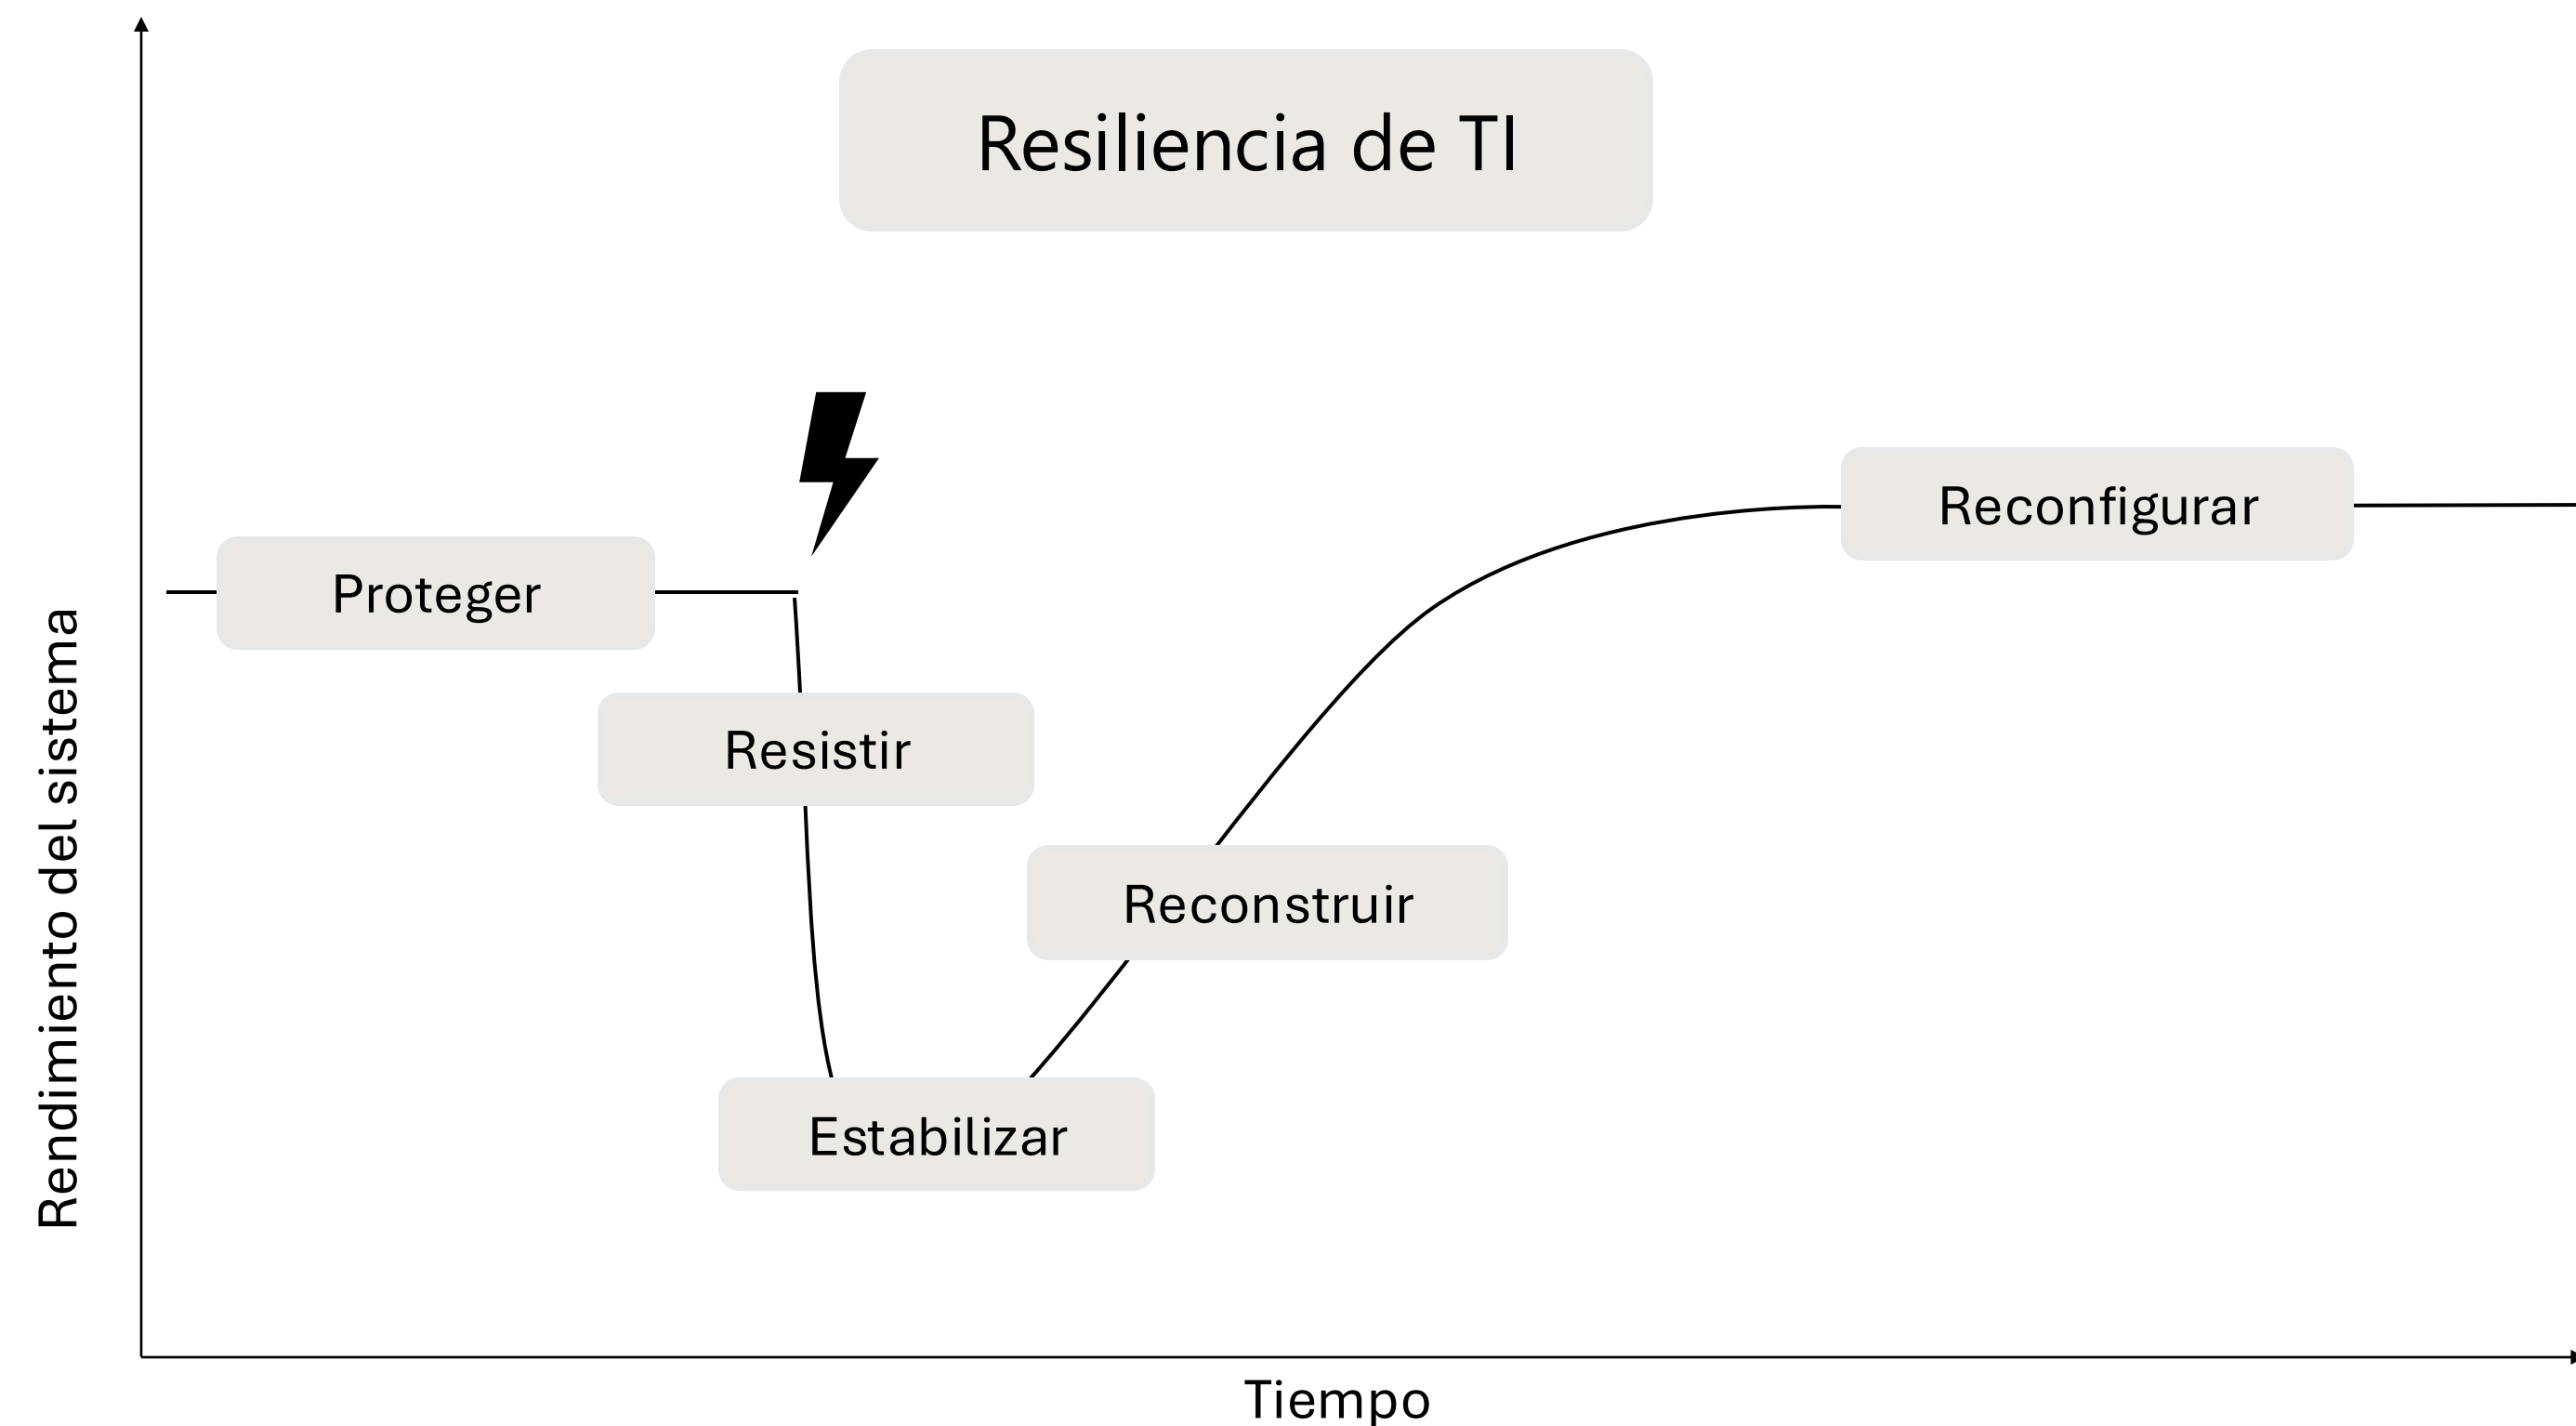 Resiliencia de TI
Proteger
Resistir
Estabilizar
Reconstruir
Reconfigurar
Rendimiento del sistema
Tiempo